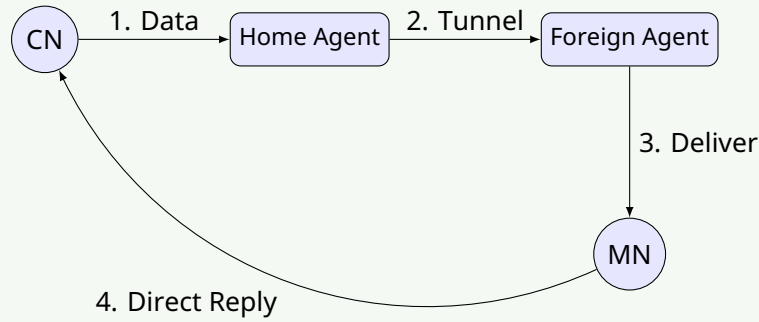 CN
1. Data
Home Agent
2. Tunnel
Foreign Agent
3. Deliver
MN
4. Direct Reply